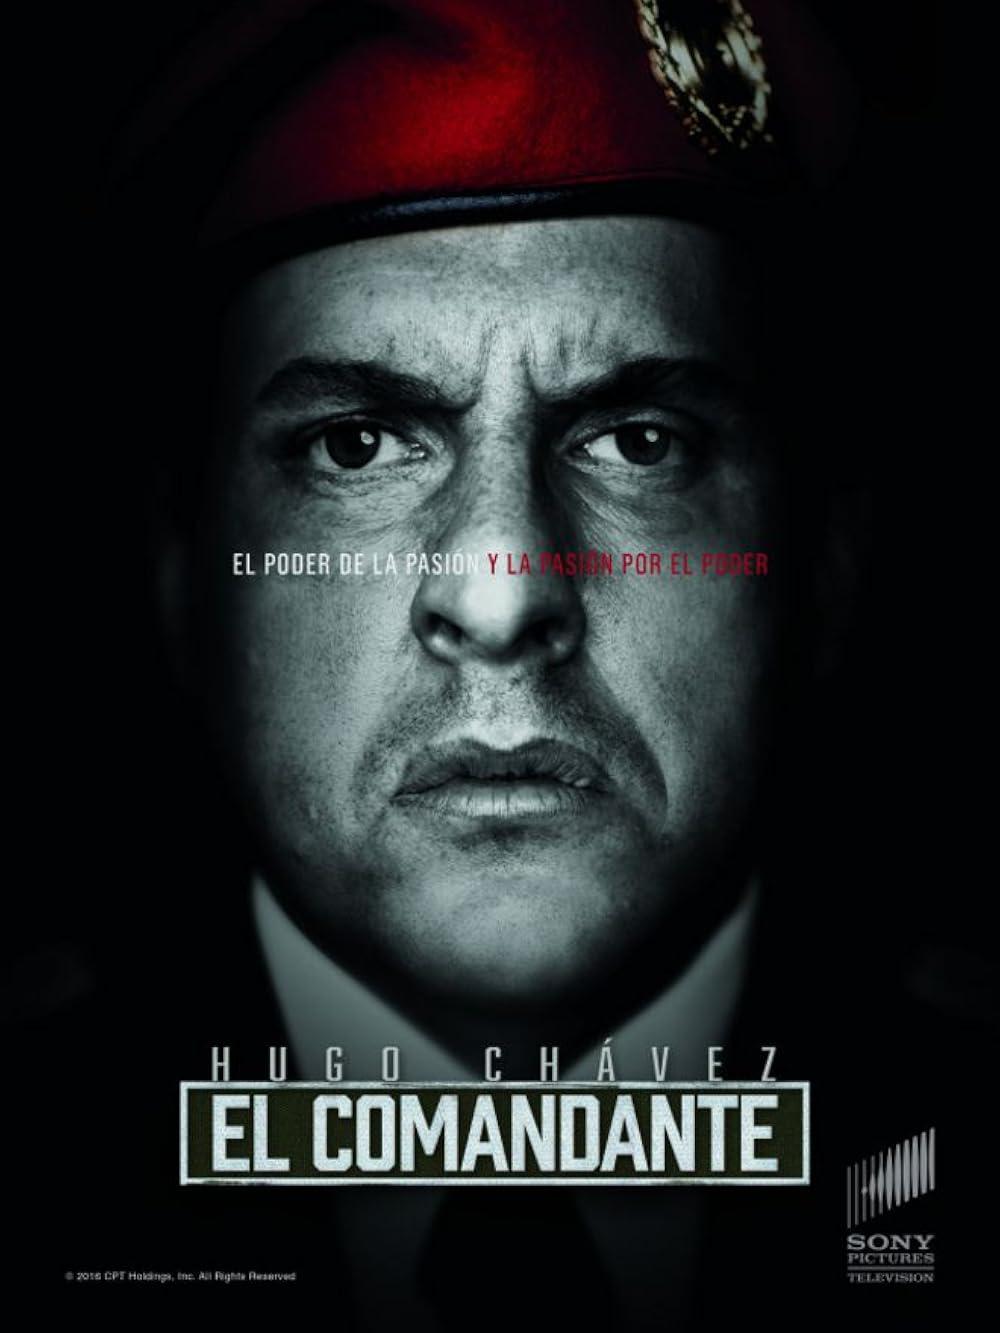 EL PODER DE LA PASIÓN Y LA PASIÓN POR EL PODER
HUGO CHÁVEZ
EL COMANDANTE
SONY
PICTURES
TELEVISION
© 2016 CPT Holdings, Inc. All Rights Reserved